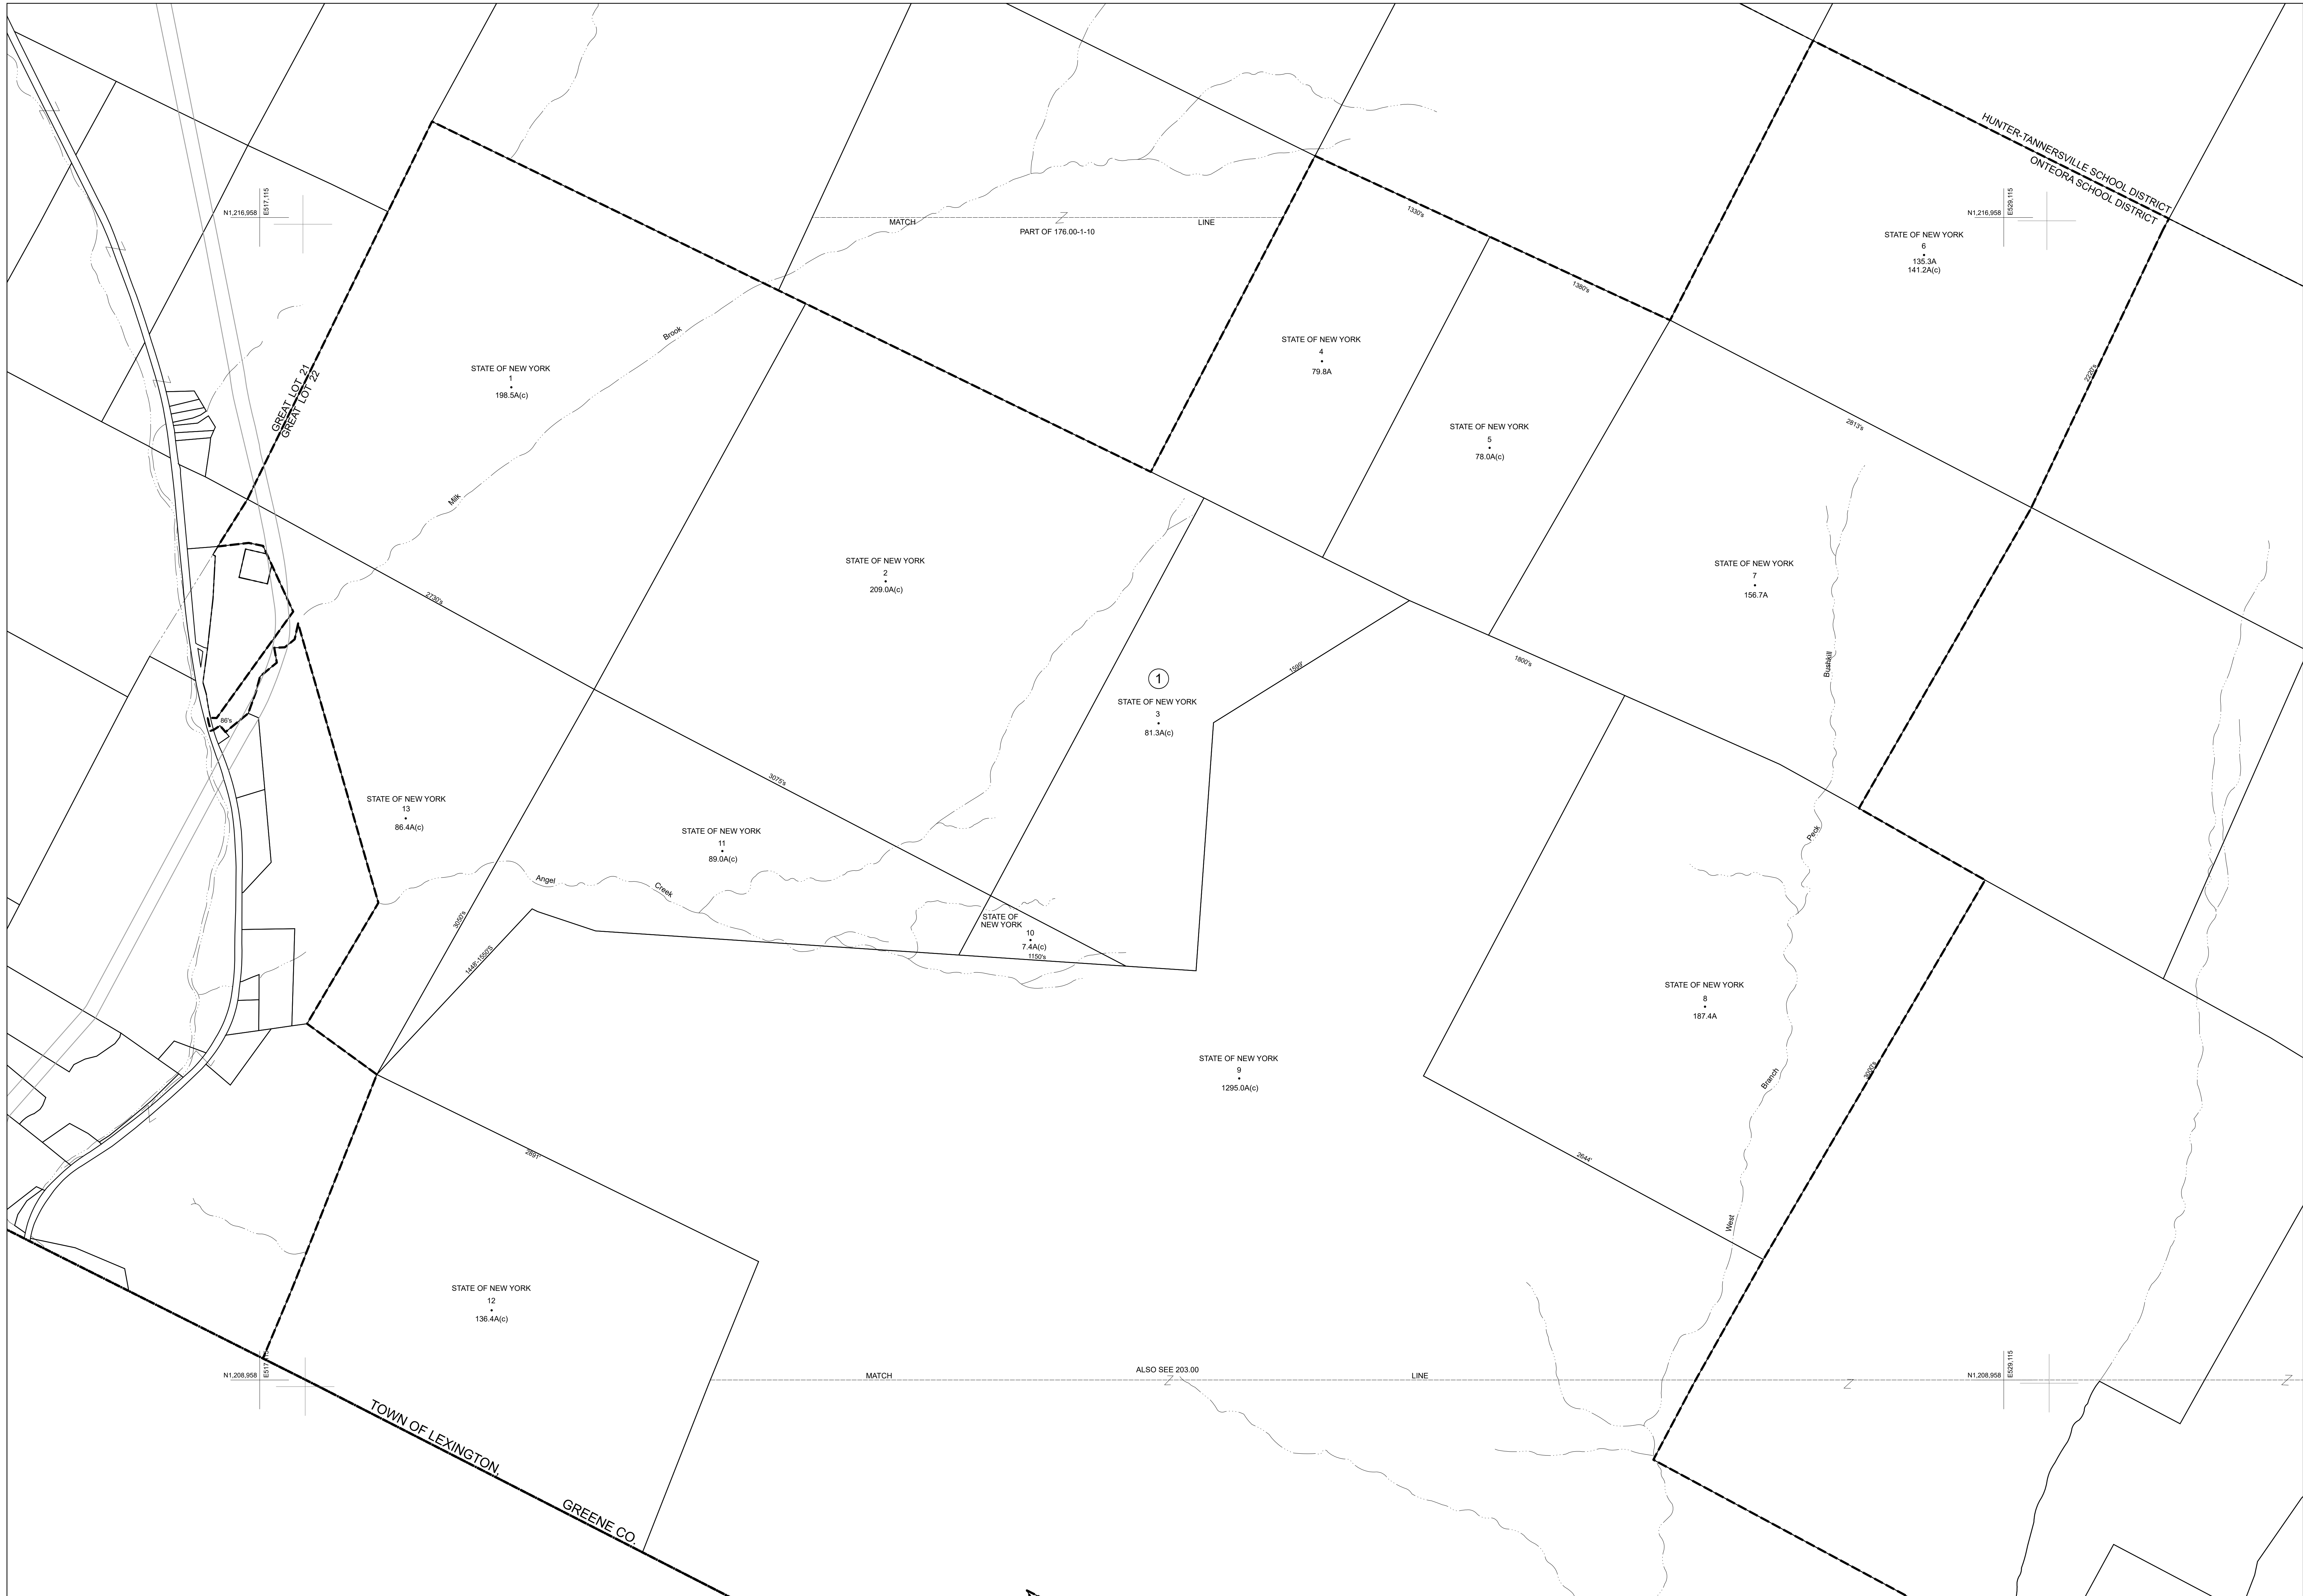 HUNTER-TANNERSVILLE SCHOOL DISTRICT
ONTEORA SCHOOL DISTRICT
N1,216,958
E517,115
N1,216,958
E529,115
MATCH
LINE
PART OF 176.00-1-10
1330's
1380's
STATE OF NEW YORK
6
135.3A
141.2A(c)
GREAT LOT 21
GREAT LOT 22
STATE OF NEW YORK
1
198.5A(c)
Milk
Brook
STATE OF NEW YORK
4
79.8A
STATE OF NEW YORK
5
78.0A(c)
2813's
2220's
STATE OF NEW YORK
2
209.0A(c)
STATE OF NEW YORK
7
156.7A
2730's
1
STATE OF NEW YORK
3
81.3A(c)
1599'
1800's
86's
3075's
STATE OF NEW YORK
13
86.4A(c)
STATE OF NEW YORK
11
89.0A(c)
Angel
Creek
3050's
1448'-1550'S
STATE OF
NEW YORK
10
7.4A(c)
1150's
Bushkill
Peck
Branch
West
STATE OF NEW YORK
8
187.4A
3000's
STATE OF NEW YORK
9
1295.0A(c)
2891'
2644'
STATE OF NEW YORK
12
136.4A(c)
N1,208,958
MATCH
ALSO SEE 203.00
LINE
N1,208,958
E529,115
TOWN OF LEXINGTON,
GREENE CO.